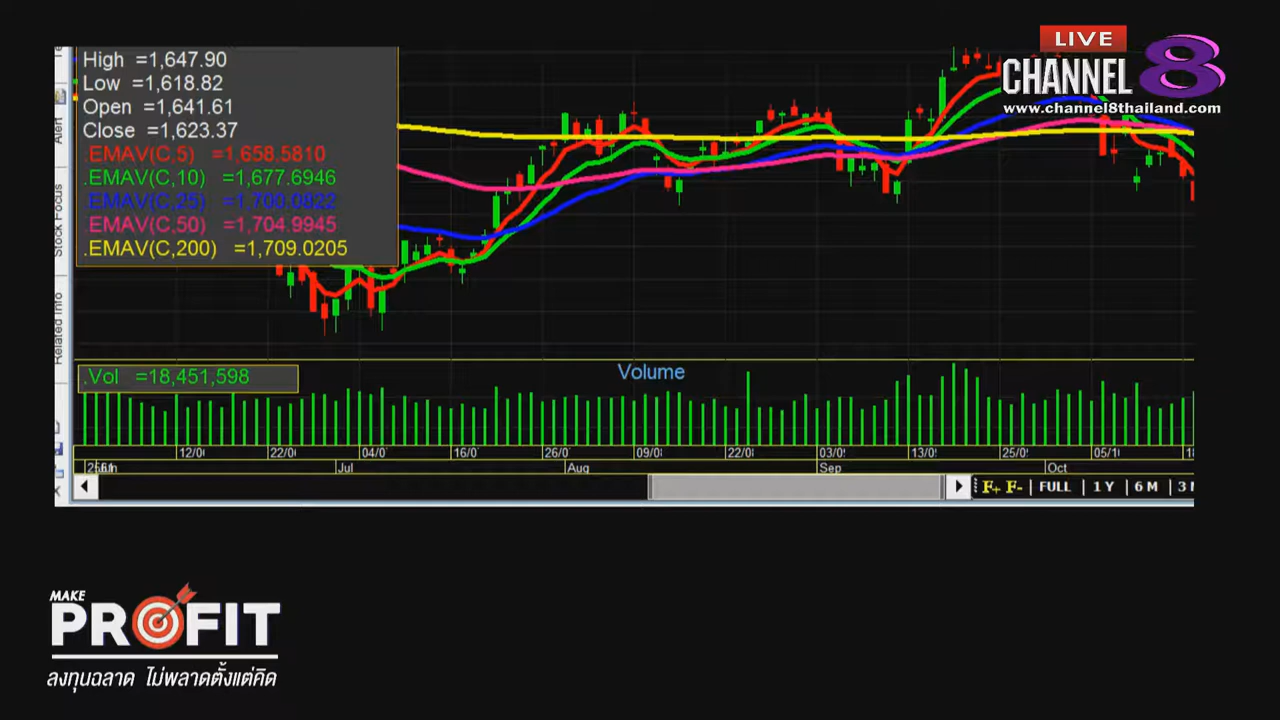 LIVE
CHANNEL 8
www.channel8thailand.com
High =1,647.90
Low =1,618.82
Open =1,641.61
Close =1,623.37
.EMAV(C,5) =1,658.5810
.EMAV(C,10) =1,677.6946
.EMAV(C,25) =1,700.0822
.EMAV(C,50) =1,704.9945
.EMAV(C,200) =1,709.0205
Alert
Stock Focus
Related Info
.Vol =18,451,598
Volume
12/0 22/0 04/0 16/0 26/0 09/0 22/0 03/0 13/0 25/0 05/1
Jul Aug Sep Oct
F+ F- | FULL | 1 Y | 6 M | 3
MAKE
PROFIT
ลงทุนฉลาด ไม่พลาดตั้งแต่คิด